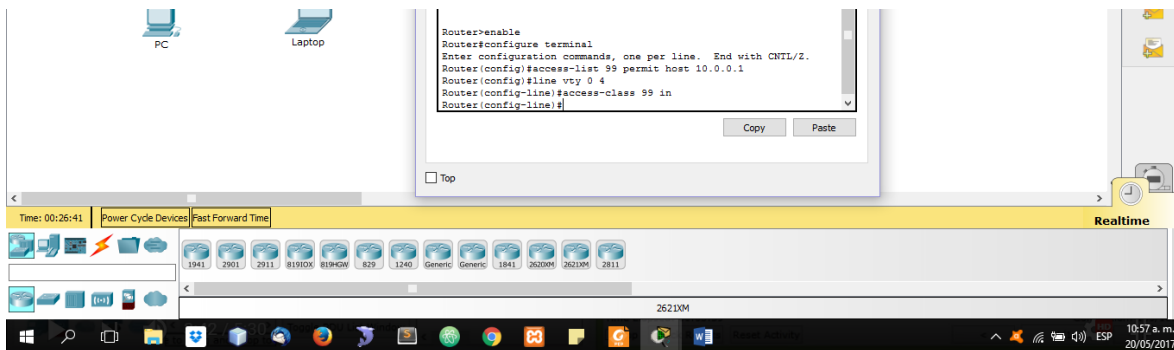 PC
Laptop
Router>enable
Router#configure terminal
Enter configuration commands, one per line.  End with CNTL/Z.
Router(config)#access-list 99 permit host 10.0.0.1
Router(config)#line vty 0 4
Router(config-line)#access-class 99 in
Router(config-line)#
Copy
Paste
Top
Time: 00:26:41
Power Cycle Devices
Fast Forward Time
Realtime
1941
2901
2911
819IOX
819HGW
829
1240
Generic
Generic
1841
2620XM
2621XM
2811
2621XM
ESP
10:57 a. m.
20/05/2017